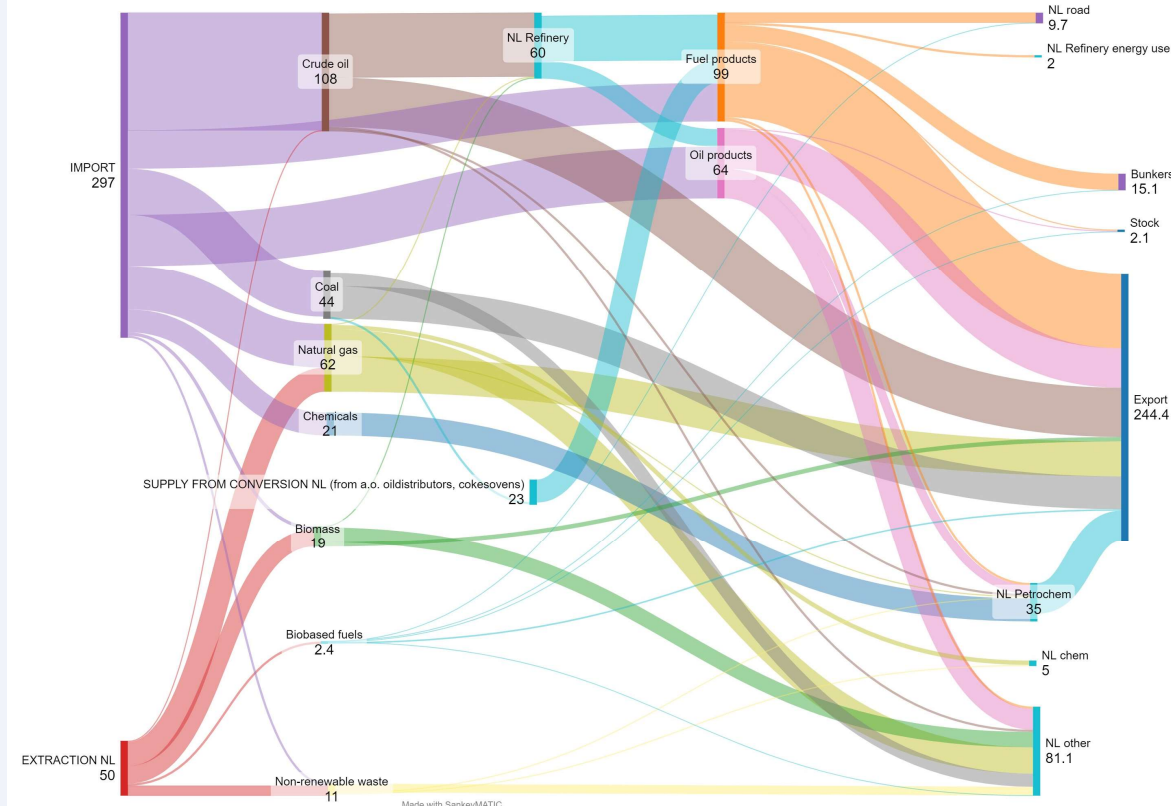 NL road
9.7
NL Refinery
60
NL Refinery energy use
2
Crude oil
108
Fuel products
99
IMPORT
297
Oil products
64
Bunkers
15.1
Stock
2.1
Coal
44
Natural gas
62
Export
244.4
Chemicals
21
SUPPLY FROM CONVERSION NL (from a.o. oildistributors, cokesovens)
23
Biomass
19
NL Petrochem
35
Biobased fuels
2.4
NL chem
5
NL other
81.1
EXTRACTION NL
50
Non-renewable waste
11
Made with SankeyMATIC